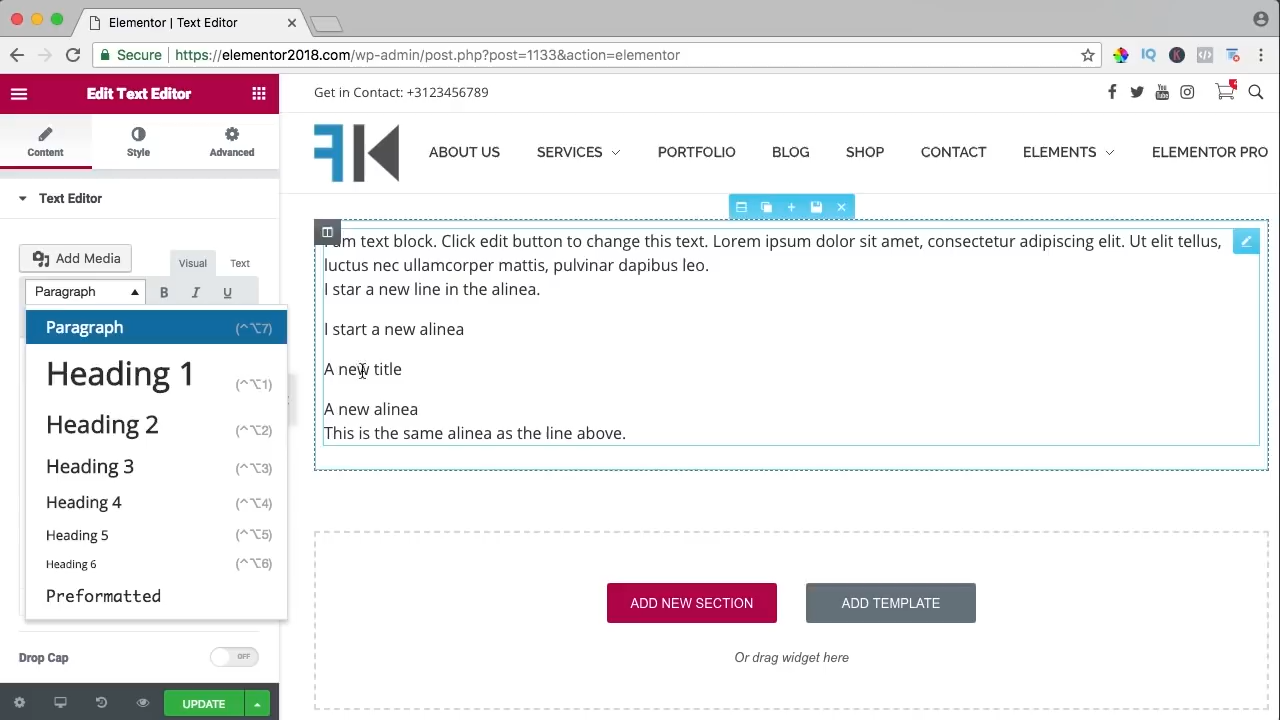 Elementor | Text Editor
Secure | https://elementor2018.com/wp-admin/post.php?post=1133&action=elementor
Edit Text Editor
Content
Style
Advanced
Text Editor
Add Media
Visual
Text
Paragraph
B I U
Paragraph (^⌥7)
Heading 1 (^⌥1)
Heading 2 (^⌥2)
Heading 3 (^⌥3)
Heading 4 (^⌥4)
Heading 5 (^⌥5)
Heading 6 (^⌥6)
Preformatted
Drop Cap
OFF
UPDATE
Get in Contact: +3123456789
ABOUT US
SERVICES
PORTFOLIO
BLOG
SHOP
CONTACT
ELEMENTS
ELEMENTOR PRO
am text block. Click edit button to change this text. Lorem ipsum dolor sit amet, consectetur adipiscing elit. Ut elit tellus,
luctus nec ullamcorper mattis, pulvinar dapibus leo.
I star a new line in the alinea.
I start a new alinea
A new title
A new alinea
This is the same alinea as the line above.
ADD NEW SECTION
ADD TEMPLATE
Or drag widget here